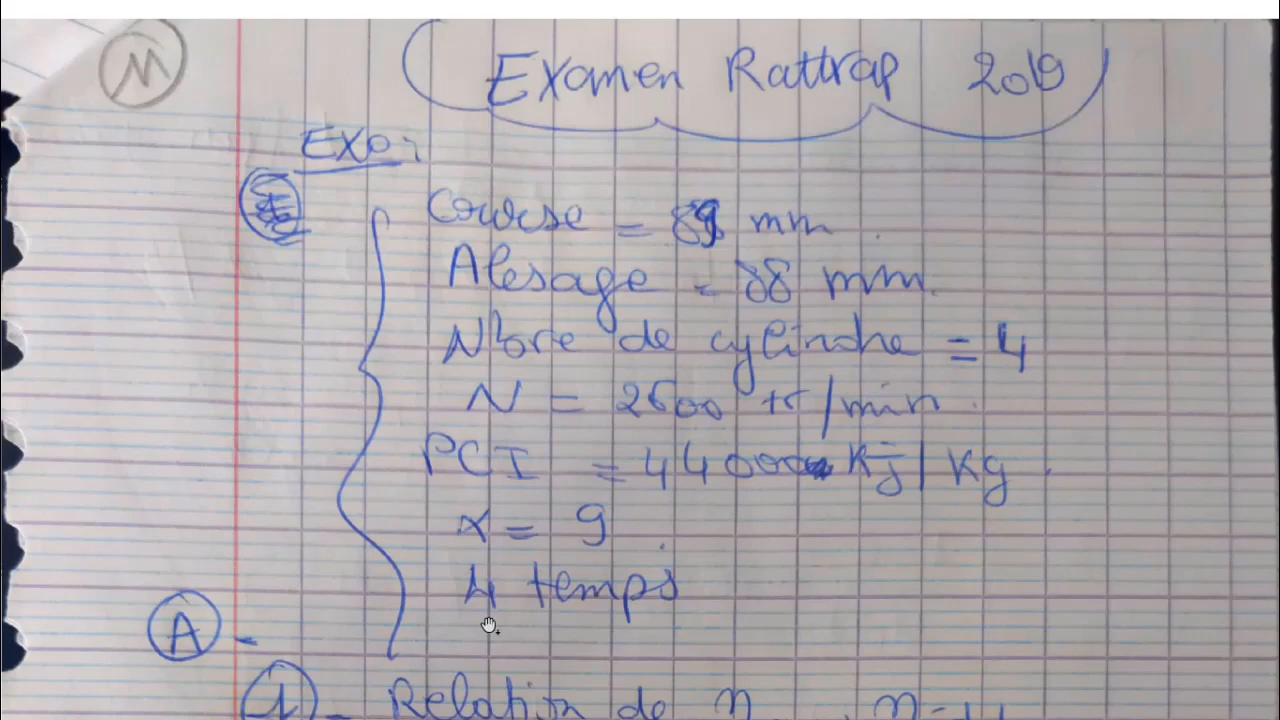 M
Examen Rattrap 2019
Exo:
Course = 89 mm
Alesage = 88 mm
Nbre de cylindre = 4
N = 2600 tr/min
PCI = 44000 KJ/Kg
α = 9
4 temps
A -
1 - Relation de η